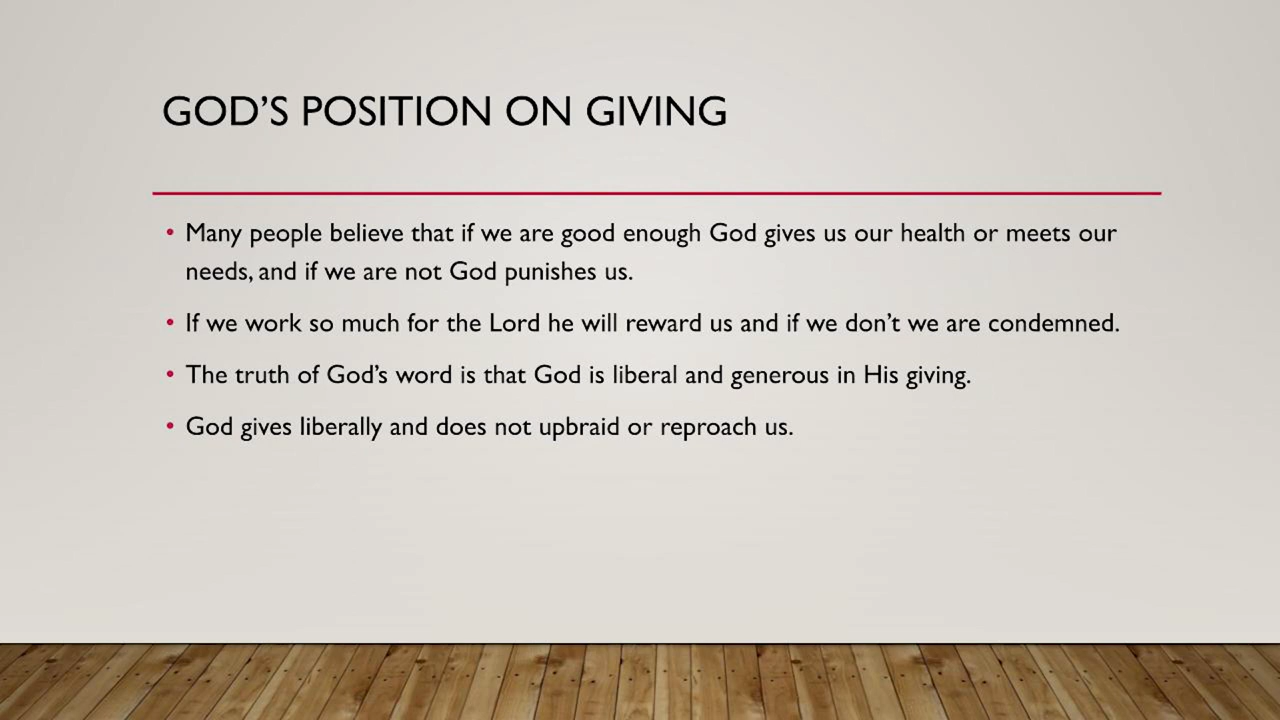 GOD’S POSITION ON GIVING
• Many people believe that if we are good enough God gives us our health or meets our
needs, and if we are not God punishes us.
• If we work so much for the Lord he will reward us and if we don’t we are condemned.
• The truth of God’s word is that God is liberal and generous in His giving.
• God gives liberally and does not upbraid or reproach us.